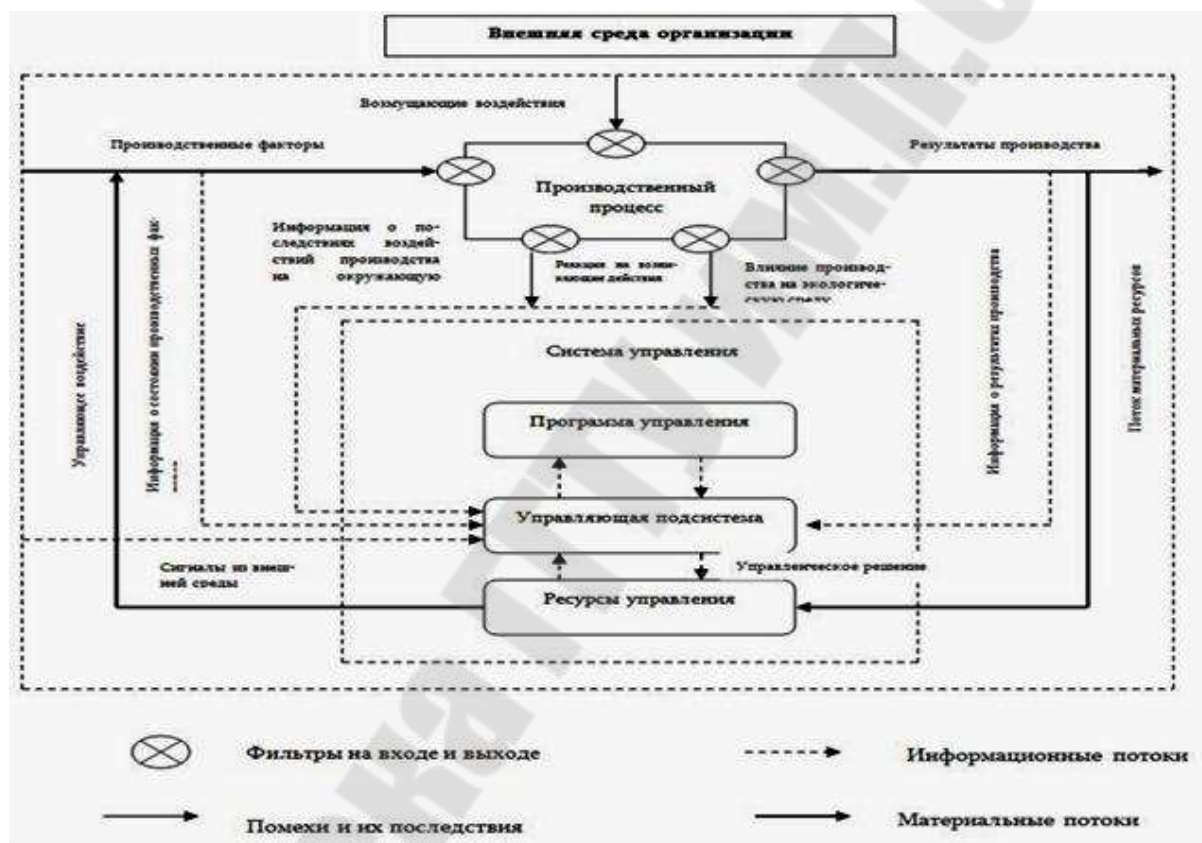 Внешняя среда организации
Возмущающие воздействия
Производственные факторы
Результаты производства
Производственный
процесс
Информация о по-
следствиях воздей-
ствий производства
на окружающую
Реакция на возму-
щающие действия
Влияние производ-
ства на экологиче-
скую среду
Управляющее воздействие
Информация о состоянии производственных фак-
Система управления
Информация о результатах производства
Поток материальных ресурсов
Программа управления
Управляющая подсистема
Сигналы из внеш-
ней среды
Управленческое решение
Ресурсы управления
Фильтры на входе и выходе
Информационные потоки
Помехи и их последствия
Материальные потоки